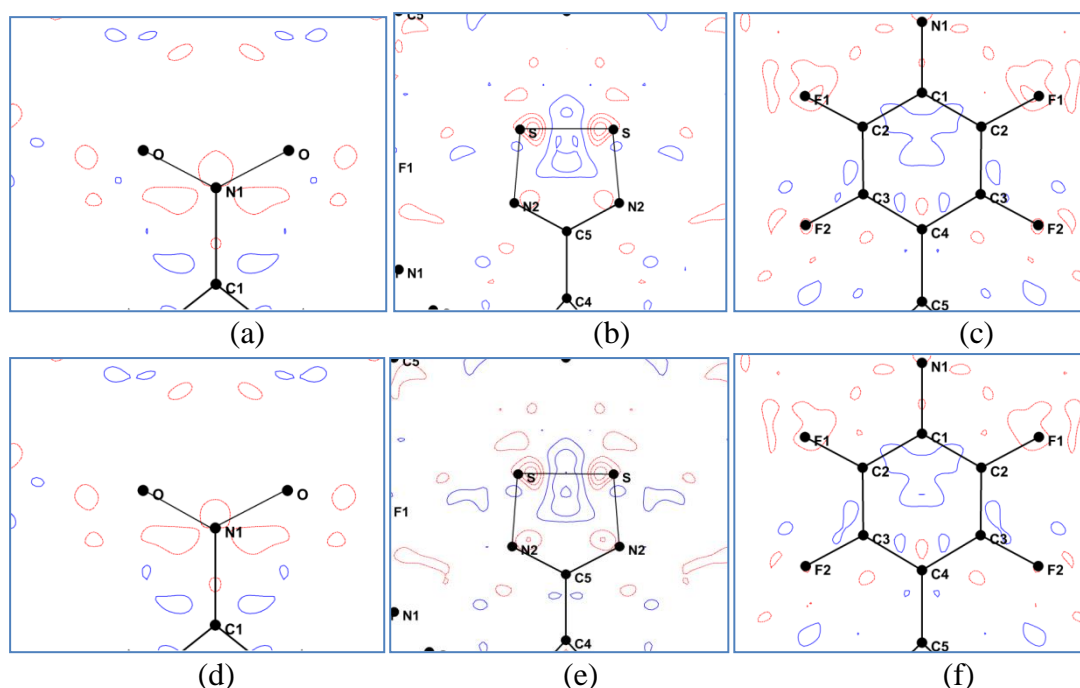 O O
N1
C1
(a)
C5
S S
F1
N2 N2
C5
N1
C4
(b)
N1
C1
F1 F1
C2 C2
C3 C3
C4
F2 F2
C5
(c)
O O
N1
C1
(d)
C5
S S
F1
N2 N2
C5
N1
C4
(e)
N1
C1
F1 F1
C2 C2
C3 C3
C4
F2 F2
C5
(f)